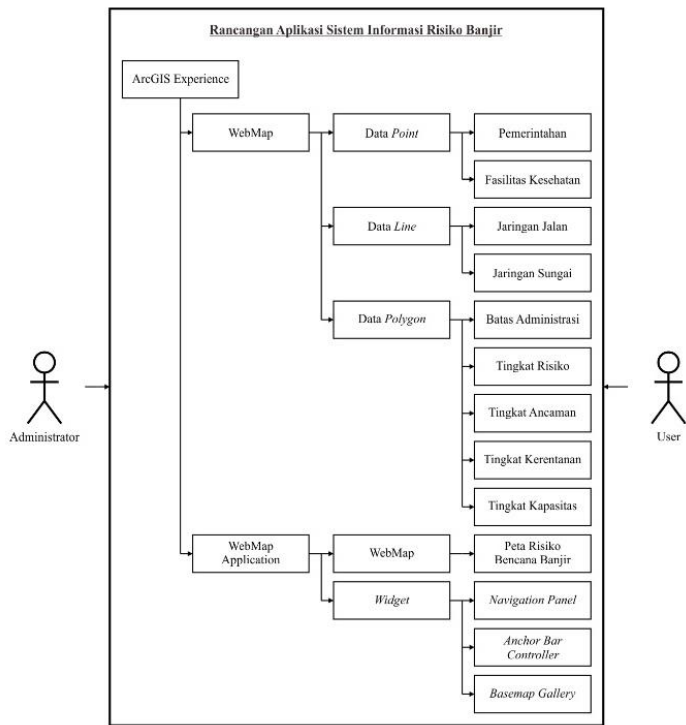 Rancangan Aplikasi Sistem Informasi Risiko Banjir
ArcGIS Experience
WebMap
Data Point
Pemerintahan
Fasilitas Kesehatan
Data Line
Jaringan Jalan
Jaringan Sungai
Data Polygon
Batas Administrasi
Tingkat Risiko
Tingkat Ancaman
Tingkat Kerentanan
Tingkat Kapasitas
WebMap
Application
WebMap
Peta Risiko
Bencana Banjir
Widget
Navigation Panel
Anchor Bar
Controller
Basemap Gallery
Administrator
User